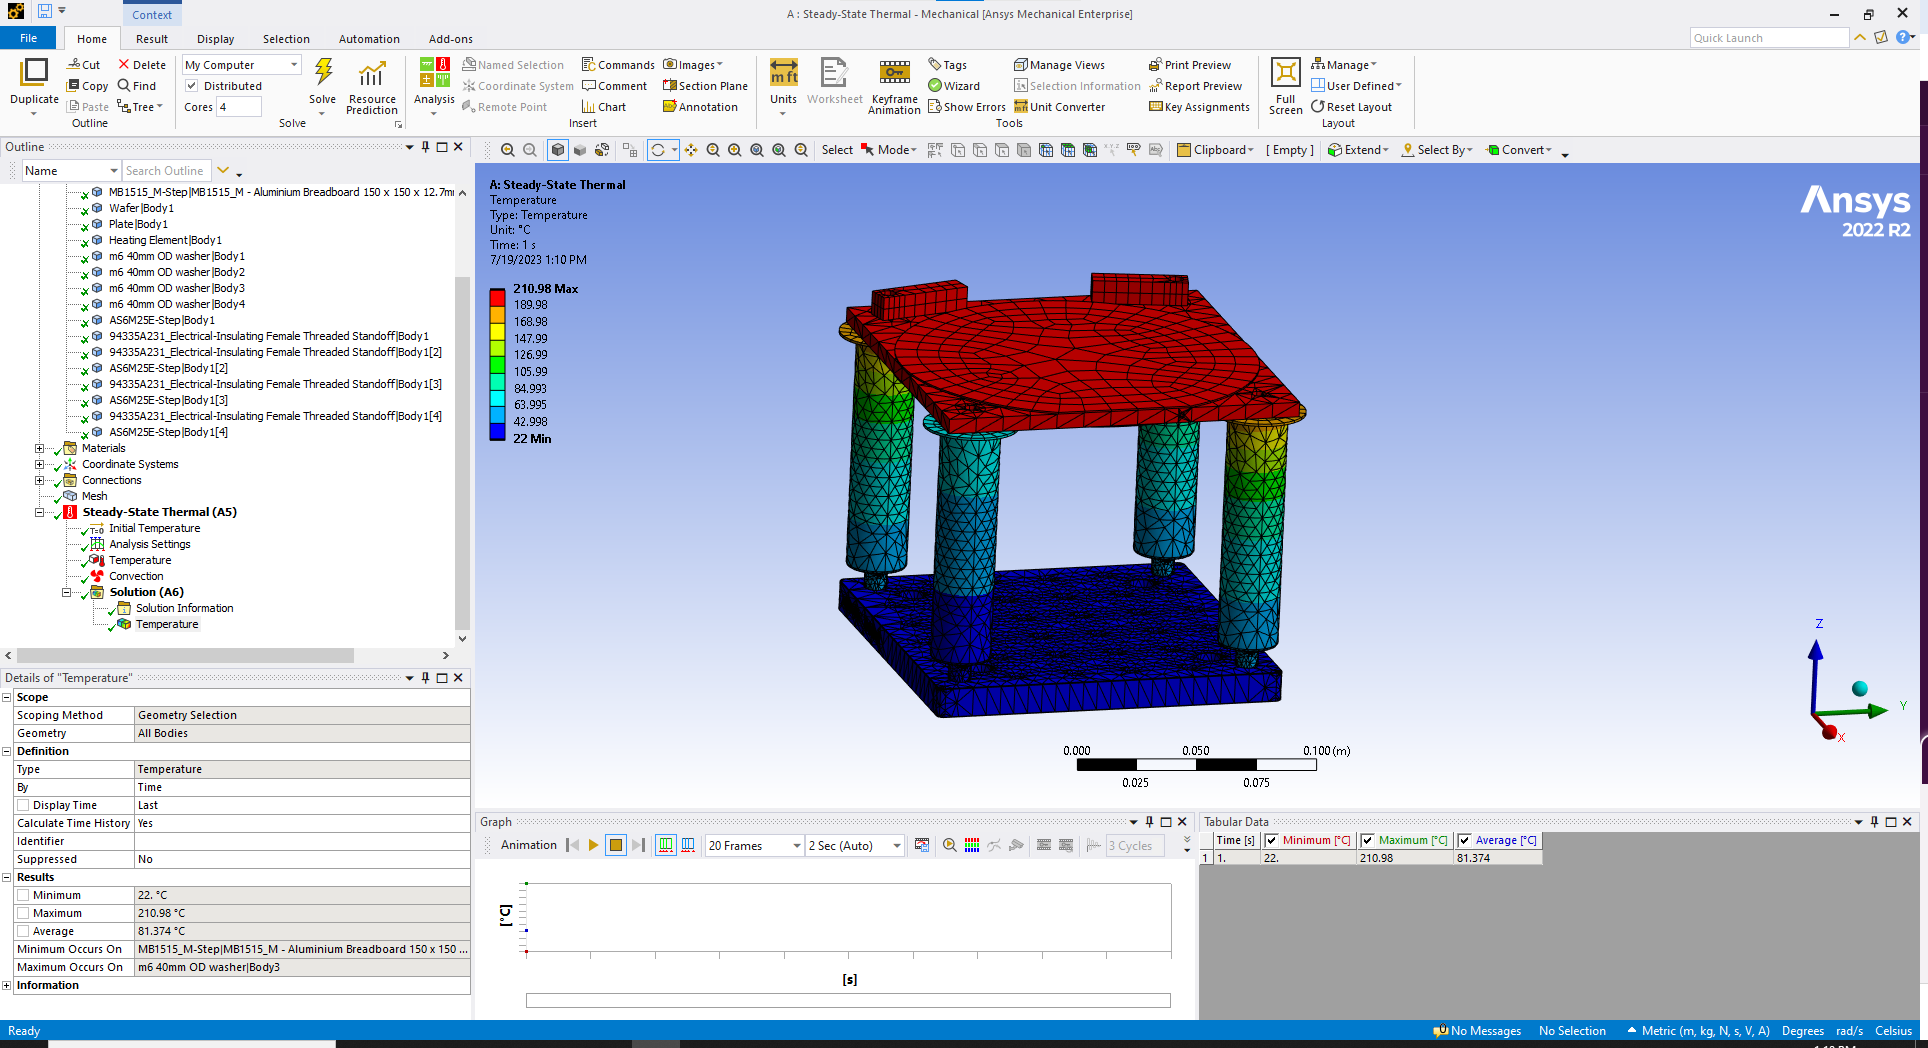 Context
A : Steady-State Thermal - Mechanical [Ansys Mechanical Enterprise]
File
Home
Result
Display
Selection
Automation
Add-ons
Quick Launch
Duplicate
Cut
Copy
Paste
Delete
Find
Tree
Outline
My Computer
Distributed
Cores 4
Solve
Resource
Prediction
Solve
Analysis
Named Selection
Coordinate System
Remote Point
Commands
Comment
Chart
Images
Section Plane
Annotation
Insert
Units
Worksheet
Keyframe
Animation
Tags
Wizard
Show Errors
Manage Views
Selection Information
Unit Converter
Print Preview
Report Preview
Key Assignments
Tools
Full
Screen
Manage
User Defined
Reset Layout
Layout
Outline
Name
Search Outline
Select
Mode
Clipboard
[ Empty ]
Extend
Select By
Convert
MB1515_M-Step|MB1515_M - Aluminium Breadboard 150 x 150 x 12.7m
Wafer|Body1
Plate|Body1
Heating Element|Body1
m6 40mm OD washer|Body1
m6 40mm OD washer|Body2
m6 40mm OD washer|Body3
m6 40mm OD washer|Body4
AS6M25E-Step|Body1
94335A231_Electrical-Insulating Female Threaded Standoff|Body1
94335A231_Electrical-Insulating Female Threaded Standoff|Body1[2]
AS6M25E-Step|Body1[2]
94335A231_Electrical-Insulating Female Threaded Standoff|Body1[3]
AS6M25E-Step|Body1[3]
94335A231_Electrical-Insulating Female Threaded Standoff|Body1[4]
AS6M25E-Step|Body1[4]
Materials
Coordinate Systems
Connections
Mesh
Steady-State Thermal (A5)
Initial Temperature
Analysis Settings
Temperature
Convection
Solution (A6)
Solution Information
Temperature
Details of "Temperature"
Scope
Scoping Method Geometry Selection
Geometry All Bodies
Definition
Type Temperature
By Time
Display Time Last
Calculate Time History Yes
Identifier
Suppressed No
Results
Minimum 22. °C
Maximum 210.98 °C
Average 81.374 °C
Minimum Occurs On MB1515_M-Step|MB1515_M - Aluminium Breadboard 150 x 150 ...
Maximum Occurs On m6 40mm OD washer|Body3
Information
A: Steady-State Thermal
Temperature
Type: Temperature
Unit: °C
Time: 1 s
7/19/2023 1:10 PM
210.98 Max
189.98
168.98
147.99
126.99
105.99
84.993
63.995
42.998
22 Min
Ansys
2022 R2
Z
Y
X
0.000 0.050 0.100 (m)
0.025 0.075
Graph
Animation
20 Frames
2 Sec (Auto)
3 Cycles
[°C]
[s]
Tabular Data
Time [s] Minimum [°C] Maximum [°C] Average [°C]
1 1. 22. 210.98 81.374
Ready
0 No Messages
No Selection
Metric (m, kg, N, s, V, A)
Degrees
rad/s
Celsius